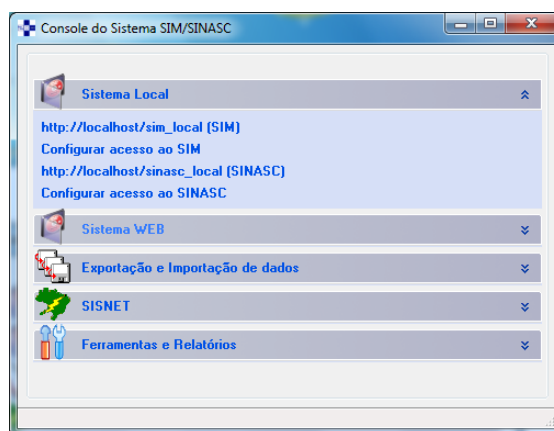 Console do Sistema SIM/SINASC
Sistema Local
http://localhost/sim_local (SIM)
Configurar acesso ao SIM
http://localhost/sinasc_local (SINASC)
Configurar acesso ao SINASC
Sistema WEB
Exportação e Importação de dados
SISNET
Ferramentas e Relatórios